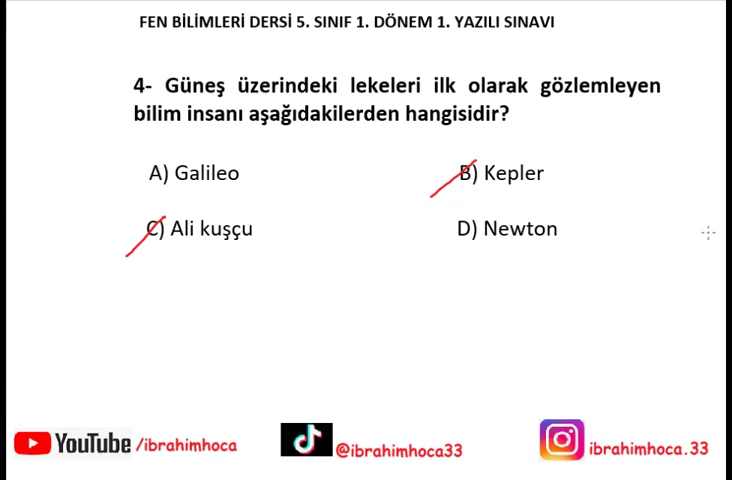 FEN BİLİMLERİ DERSİ 5. SINIF 1. DÖNEM 1. YAZILI SINAVI
4- Güneş üzerindeki lekeleri ilk olarak gözlemleyen
bilim insanı aşağıdakilerden hangisidir?
A) Galileo
B) Kepler
C) Ali kuşçu
D) Newton
YouTube /ibrahimhoca
@ibrahimhoca33
ibrahimhoca.33